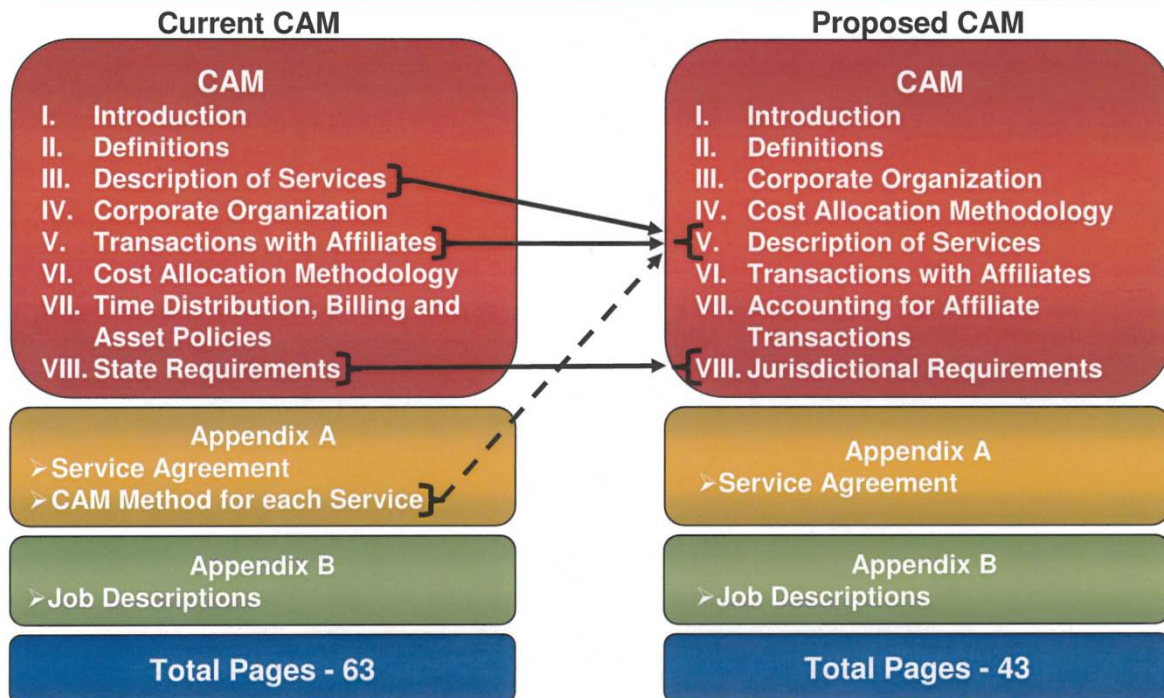 Current CAM
CAM
I. Introduction
II. Definitions
III. Description of Services
IV. Corporate Organization
V. Transactions with Affiliates
VI. Cost Allocation Methodology
VII. Time Distribution, Billing and
Asset Policies
VIII. State Requirements
Appendix A
➢Service Agreement
➢CAM Method for each Service
Appendix B
➢Job Descriptions
Total Pages - 63
Proposed CAM
CAM
I. Introduction
II. Definitions
III. Corporate Organization
IV. Cost Allocation Methodology
V. Description of Services
VI. Transactions with Affiliates
VII. Accounting for Affiliate
Transactions
VIII. Jurisdictional Requirements
Appendix A
➢Service Agreement
Appendix B
➢Job Descriptions
Total Pages - 43